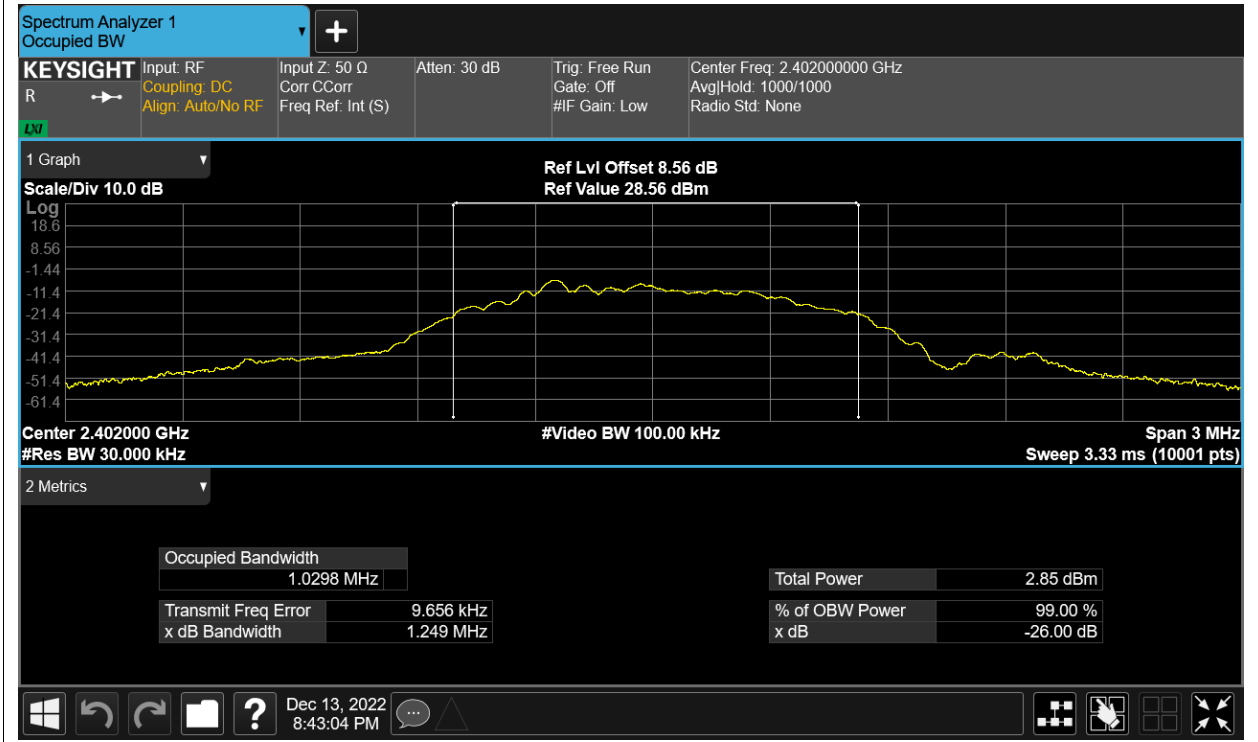 Spectrum Analyzer 1
Occupied BW
KEYSIGHT
R
LXI
Input: RF
Coupling: DC
Align: Auto/No RF
Input Z: 50 Ω
Corr CCorr
Freq Ref: Int (S)
Atten: 30 dB
Trig: Free Run
Gate: Off
#IF Gain: Low
Center Freq: 2.402000000 GHz
Avg|Hold: 1000/1000
Radio Std: None
1 Graph
Scale/Div 10.0 dB
Ref Lvl Offset 8.56 dB
Ref Value 28.56 dBm
Log
18.6
8.56
-1.44
-11.4
-21.4
-31.4
-41.4
-51.4
-61.4
Center 2.402000 GHz
#Video BW 100.00 kHz
Span 3 MHz
#Res BW 30.000 kHz
Sweep 3.33 ms (10001 pts)
2 Metrics
Occupied Bandwidth
1.0298 MHz
Total Power 2.85 dBm
Transmit Freq Error 9.656 kHz
% of OBW Power 99.00 %
x dB Bandwidth 1.249 MHz
x dB -26.00 dB
?
Dec 13, 2022
8:43:04 PM